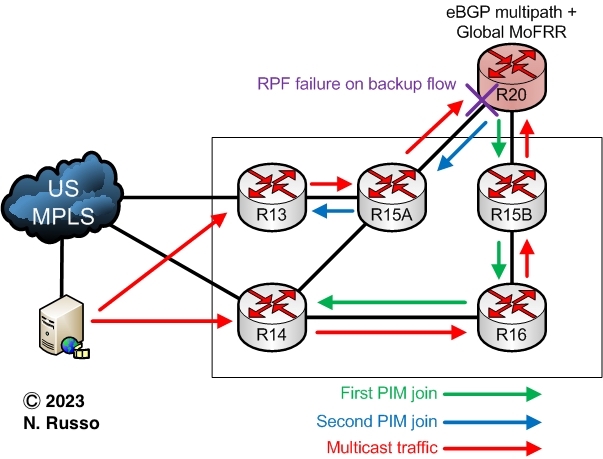 eBGP multipath +
Global MoFRR
RPF failure on backup flow
R20
US
MPLS
R13
R15A
R15B
R14
R16
First PIM join
Second PIM join
Multicast traffic
© 2023
N. Russo